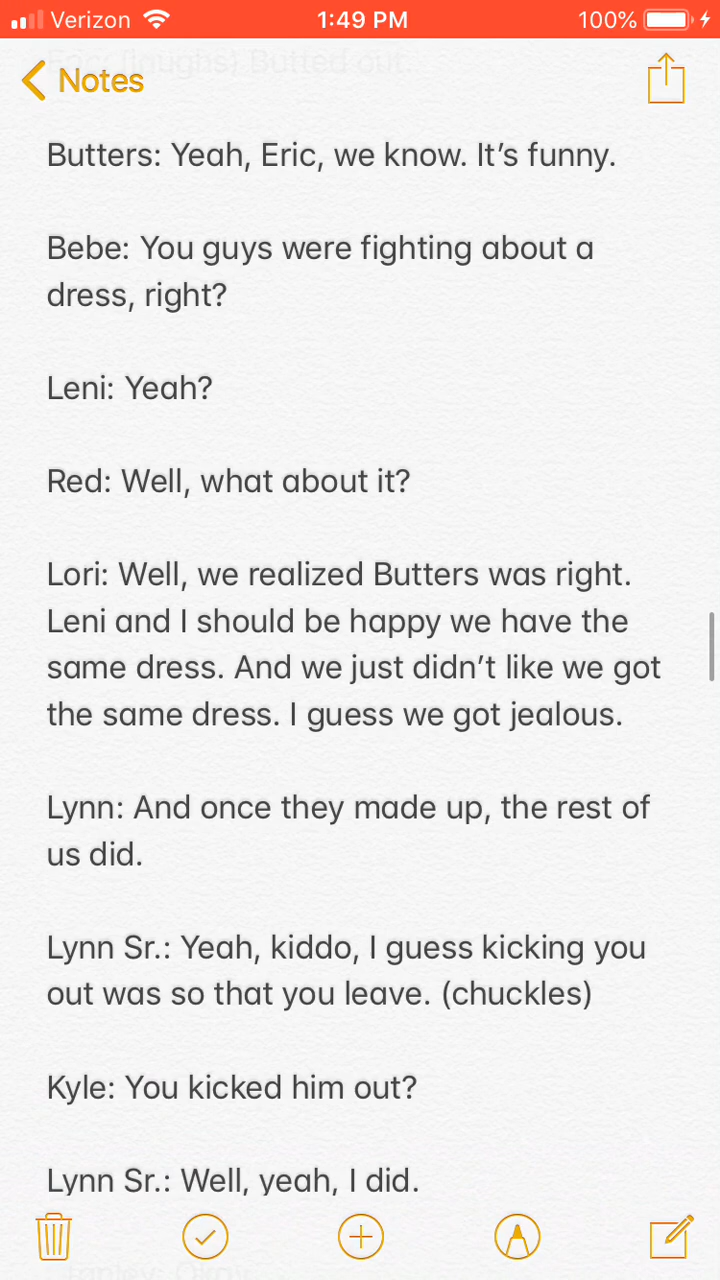 Verizon 1:49 PM 100%
Notes
Butters: Yeah, Eric, we know. It’s funny.
Bebe: You guys were fighting about a
dress, right?
Leni: Yeah?
Red: Well, what about it?
Lori: Well, we realized Butters was right.
Leni and I should be happy we have the
same dress. And we just didn’t like we got
the same dress. I guess we got jealous.
Lynn: And once they made up, the rest of
us did.
Lynn Sr.: Yeah, kiddo, I guess kicking you
out was so that you leave. (chuckles)
Kyle: You kicked him out?
Lynn Sr.: Well, yeah, I did.